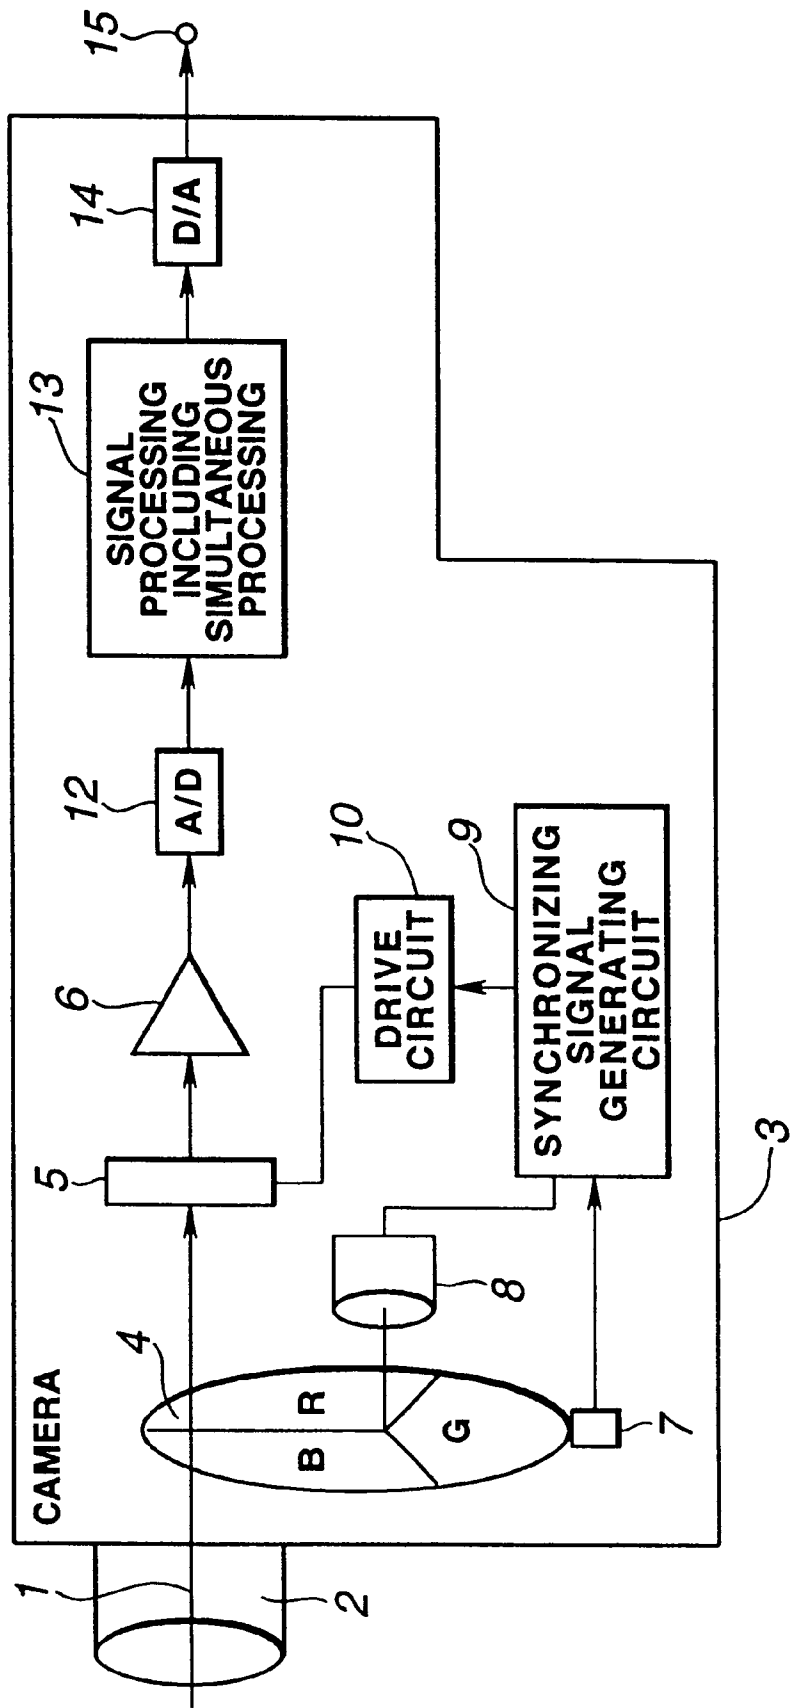 CAMERA
1
2
4
B
R
G
7
8
5
6
12
A/D
13
SIGNAL
PROCESSING
INCLUDING
SIMULTANEOUS
PROCESSING
14
D/A
15
10
DRIVE
CIRCUIT
9
SYNCHRONIZING
SIGNAL
GENERATING
CIRCUIT
3